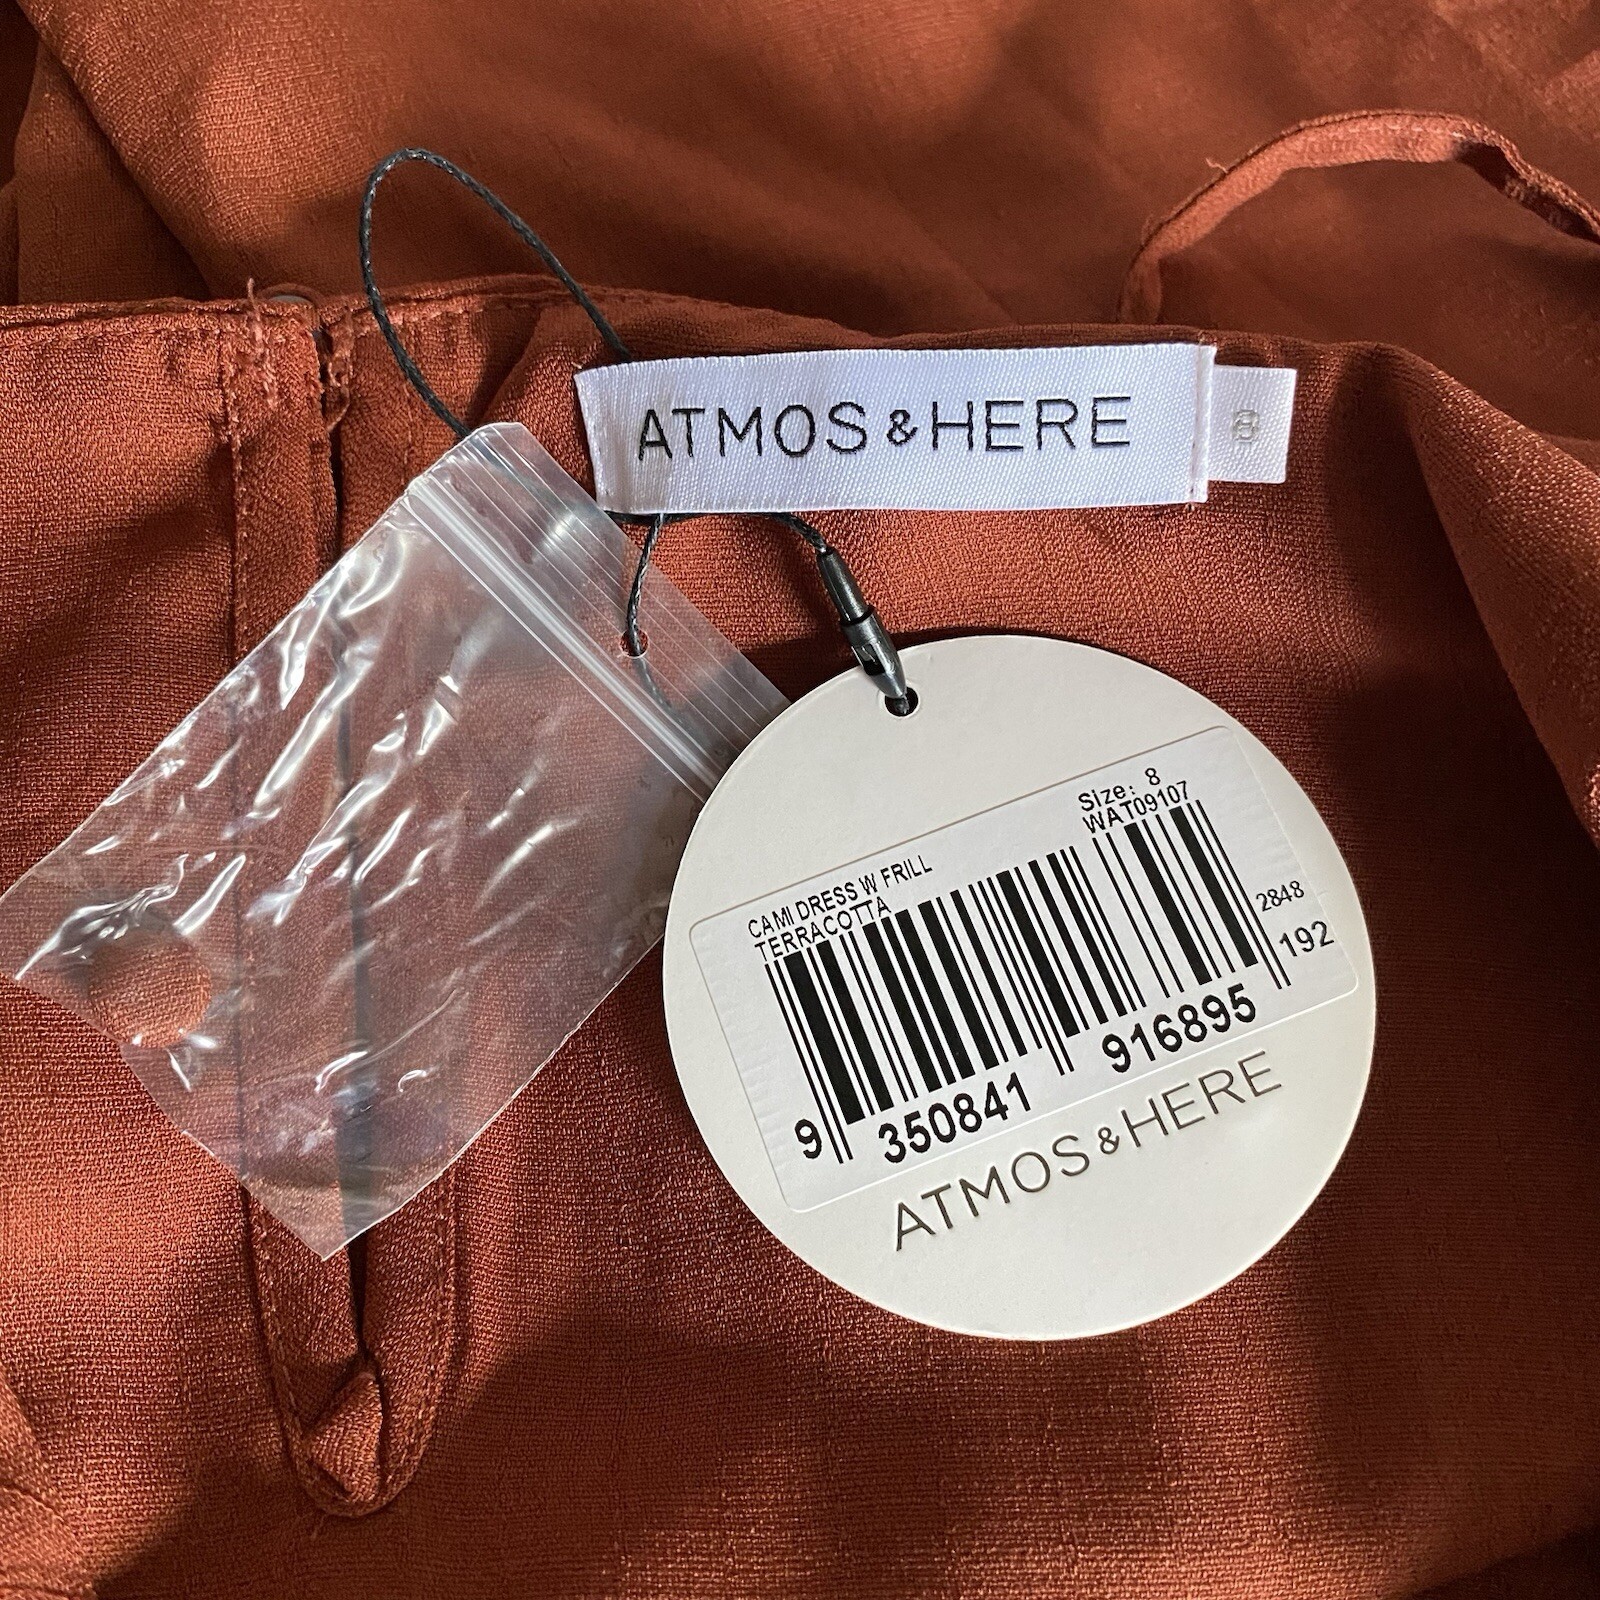 ATMOS & HERE
8
Size: 8
WAT09107
CAMI DRESS W FRILL
TERRACOTTA
2848
192
9 350841 916895
ATMOS & HERE